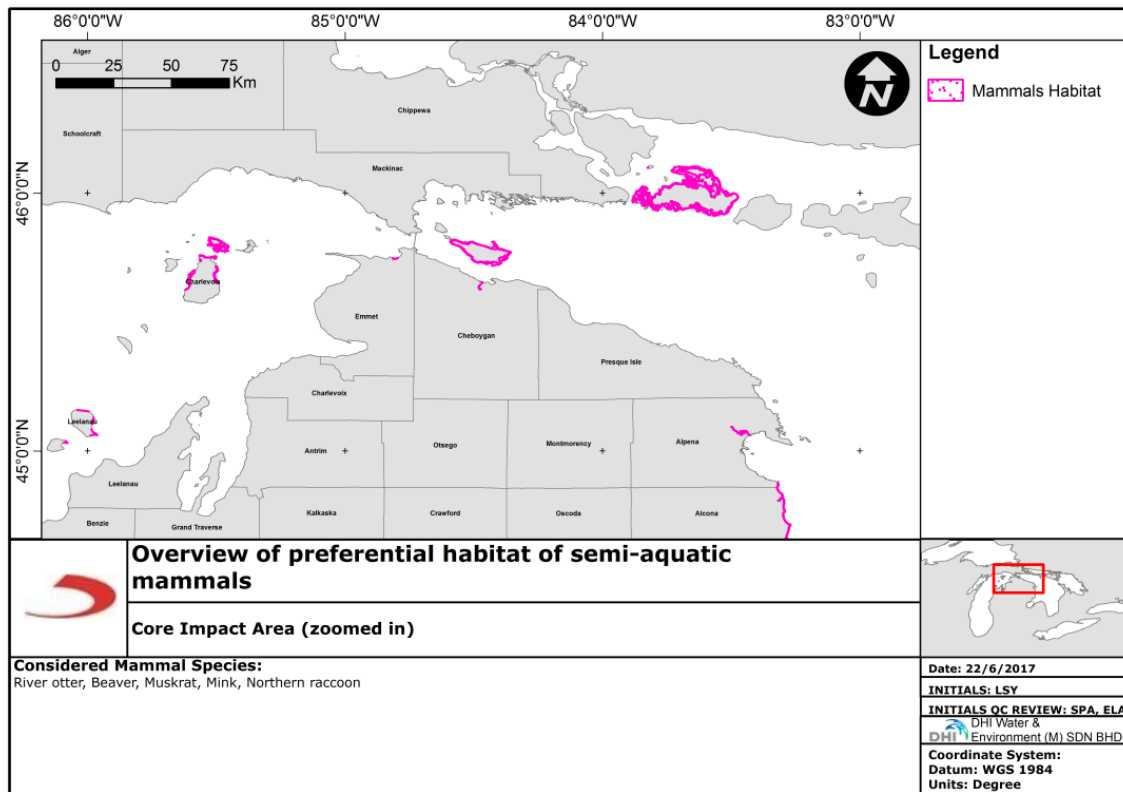 86°0'0"W 85°0'0"W 84°0'0"W 83°0'0"W
Alger
0 25 50 75
Km
Chippewa
Schoolcraft
Mackinac
46°0'0"N
N
Charlevoix
Emmet
Cheboygan
Presque Isle
Charlevoix
Leelanau
Otsego
Montmorency
Alpena
Antrim
45°0'0"N
Leelanau
Kalkaska
Crawford
Oscoda
Alcona
Benzie
Grand Traverse
Legend
Mammals Habitat
Overview of preferential habitat of semi-aquatic
mammals
Core Impact Area (zoomed in)
Considered Mammal Species:
River otter, Beaver, Muskrat, Mink, Northern raccoon
Date: 22/6/2017
INITIALS: LSY
INITIALS QC REVIEW: SPA, ELA
DHI
DHI Water &
Environment (M) SDN BHD
Coordinate System:
Datum: WGS 1984
Units: Degree